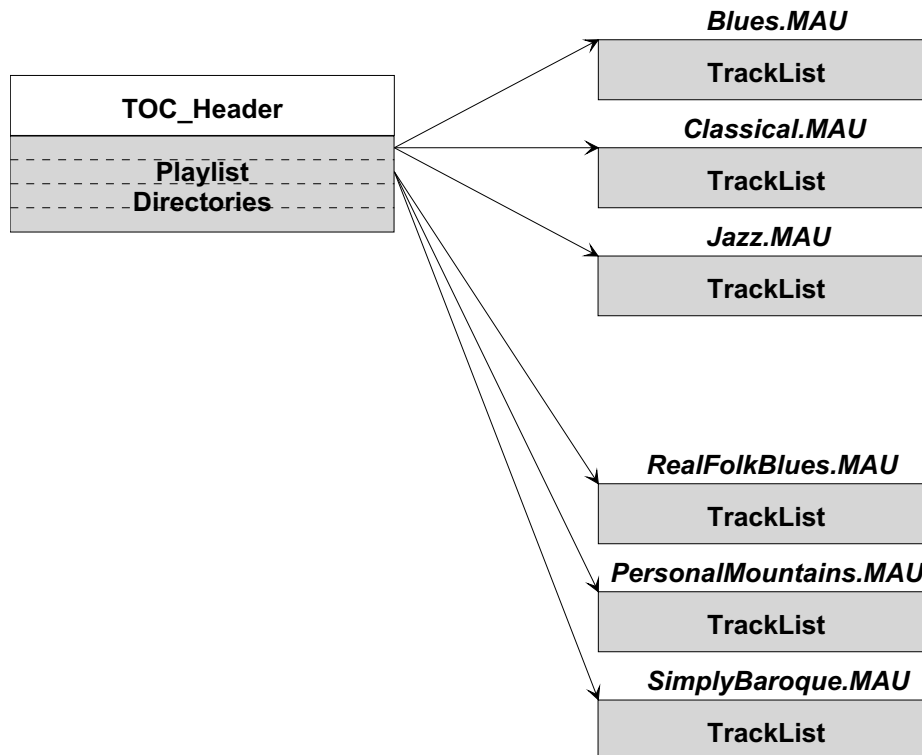 TOC_Header
Playlist
Directories
Blues.MAU
TrackList
Classical.MAU
TrackList
Jazz.MAU
TrackList
RealFolkBlues.MAU
TrackList
PersonalMountains.MAU
TrackList
SimplyBaroque.MAU
TrackList